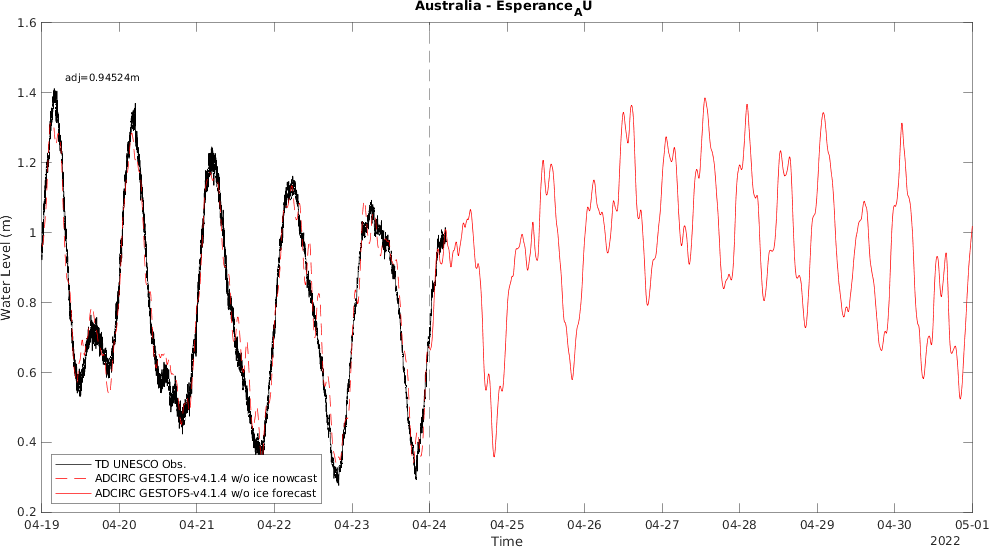 Australia - Esperance_AU
adj=0.94524m
Water Level (m)
1.6
1.4
1.2
1
0.8
0.6
0.4
0.2
TD UNESCO Obs.
ADCIRC GESTOFS-v4.1.4 w/o ice nowcast
ADCIRC GESTOFS-v4.1.4 w/o ice forecast
04-19 04-20 04-21 04-22 04-23 04-24 04-25 04-26 04-27 04-28 04-29 04-30 05-01
Time
2022